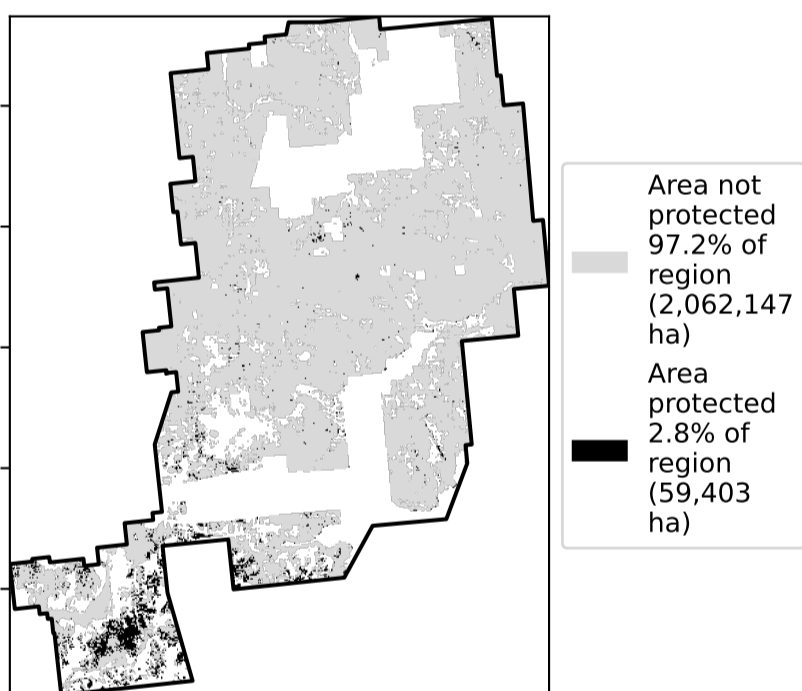 Area not
protected
97.2% of
region
(2,062,147
ha)
Area
protected
2.8% of
region
(59,403
ha)